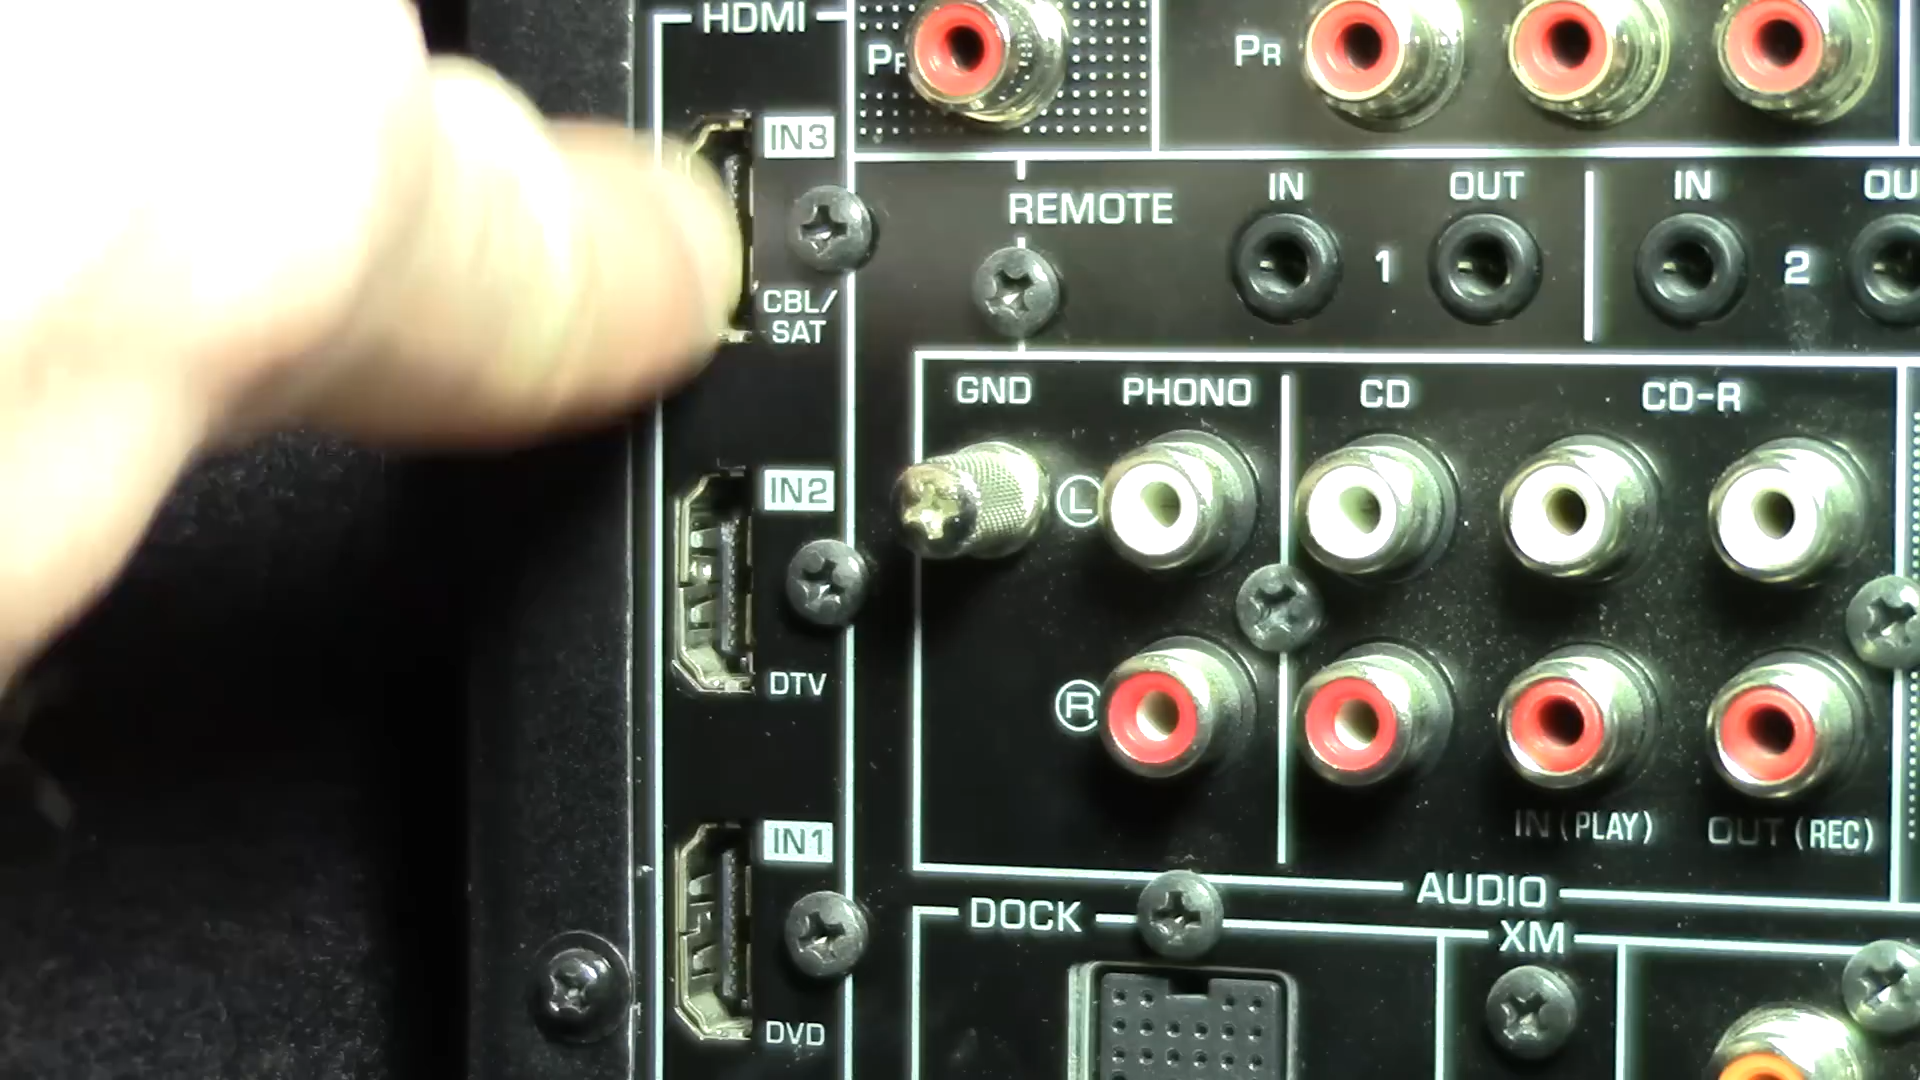 HDMI
PR
IN3
CBL/
SAT
IN2
DTV
IN1
DVD
PR
REMOTE
IN
OUT
1
IN
2
GND
PHONO
CD
CD-R
L
R
IN (PLAY)
OUT (REC)
AUDIO
DOCK
XM